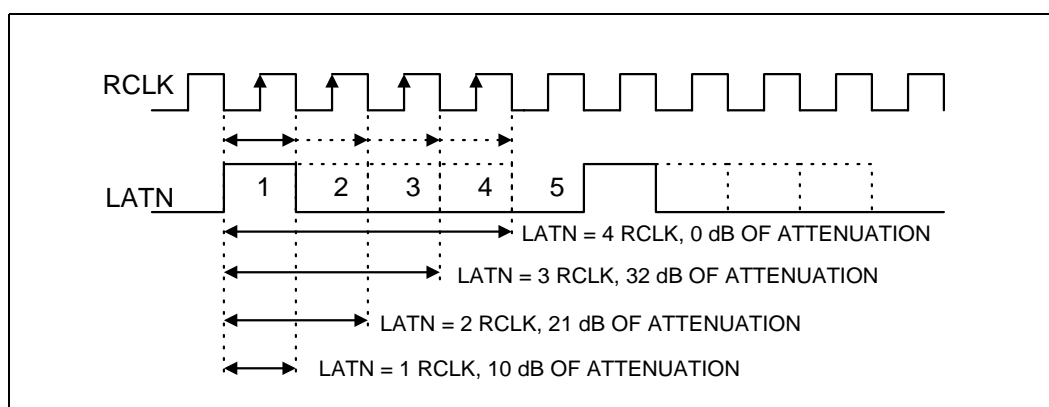 RCLK
LATN
1 2 3 4 5
LATN = 4 RCLK, 0 dB OF ATTENUATION
LATN = 3 RCLK, 32 dB OF ATTENUATION
LATN = 2 RCLK, 21 dB OF ATTENUATION
LATN = 1 RCLK, 10 dB OF ATTENUATION